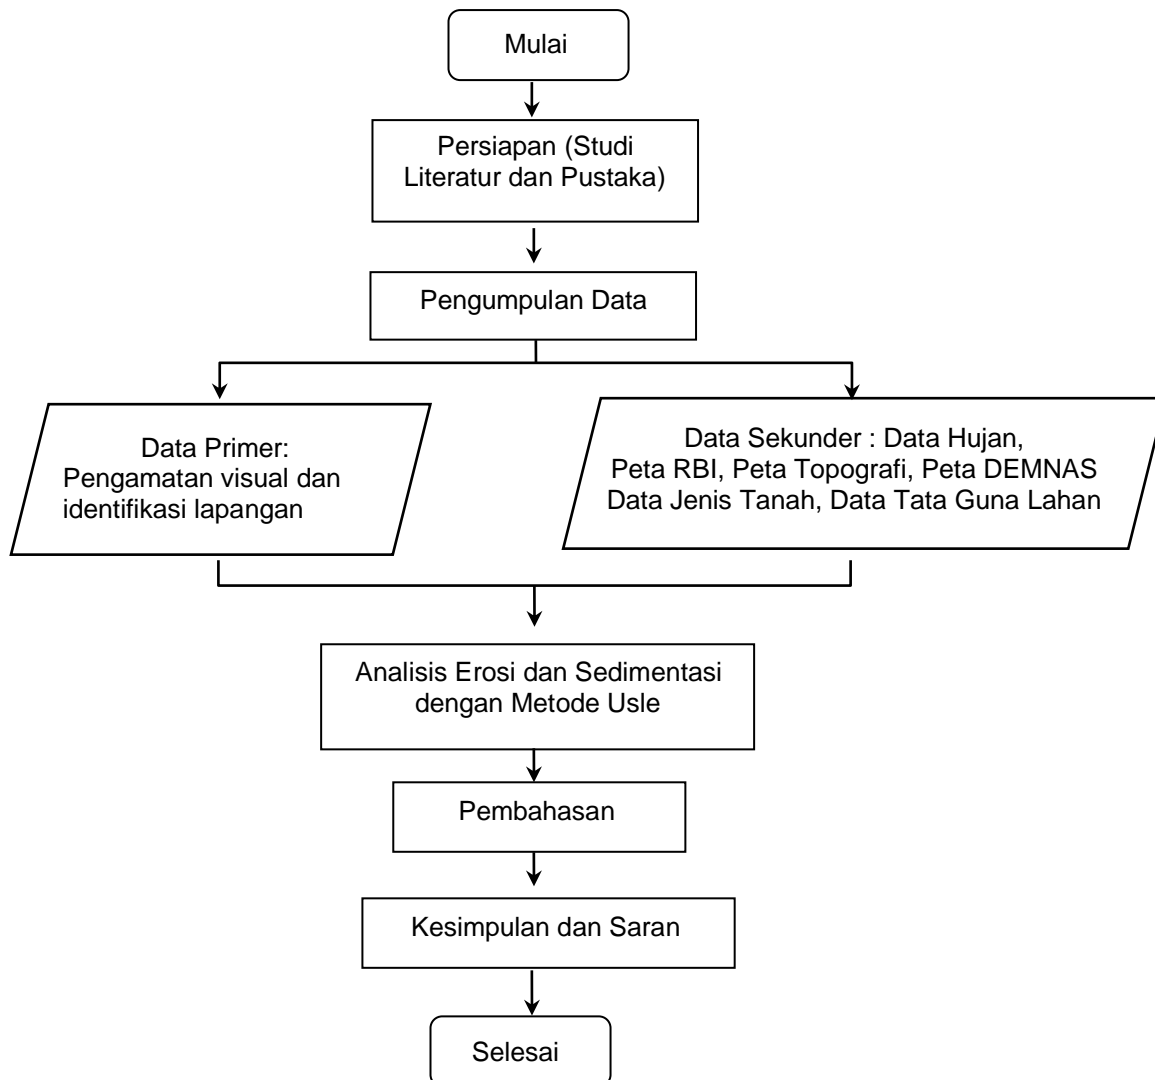 Mulai
Persiapan (Studi
Literatur dan Pustaka)
Pengumpulan Data
Data Primer:
Pengamatan visual dan
identifikasi lapangan
Data Sekunder : Data Hujan,
Peta RBI, Peta Topografi, Peta DEMNAS
Data Jenis Tanah, Data Tata Guna Lahan
Analisis Erosi dan Sedimentasi
dengan Metode Usle
Pembahasan
Kesimpulan dan Saran
Selesai